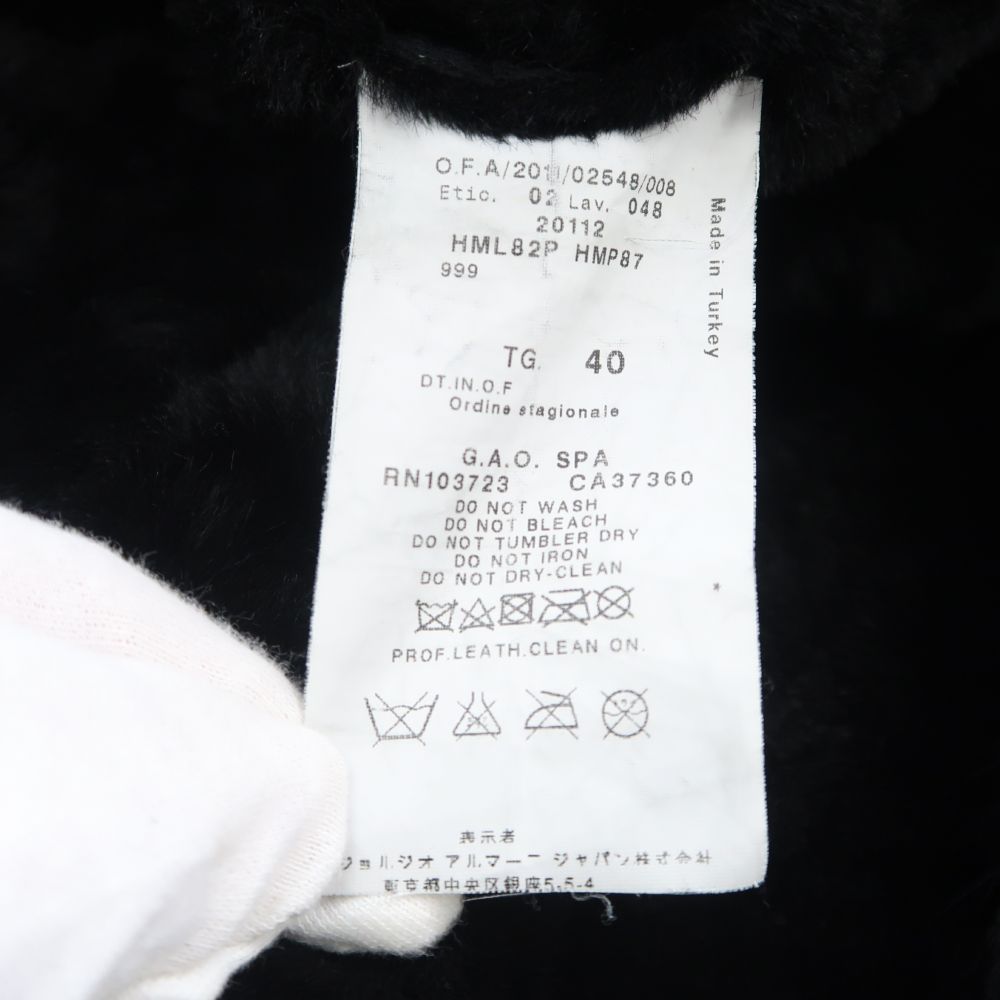 O.F.A/2011/02548/008
Etic. 02 Lav. 048
20112
HML82P HMP87
999
Made in Turkey
TG. 40
DT.IN.O.F
Ordine stagionale
G.A.O. SPA
RN103723 CA37360
DO NOT WASH
DO NOT BLEACH
DO NOT TUMBLER DRY
DO NOT IRON
DO NOT DRY-CLEAN
*
PROF.LEATH.CLEAN ON.
表示者
ジョルジオ アルマーニ ジャパン株式会社
東京都中央区銀座5-5-4